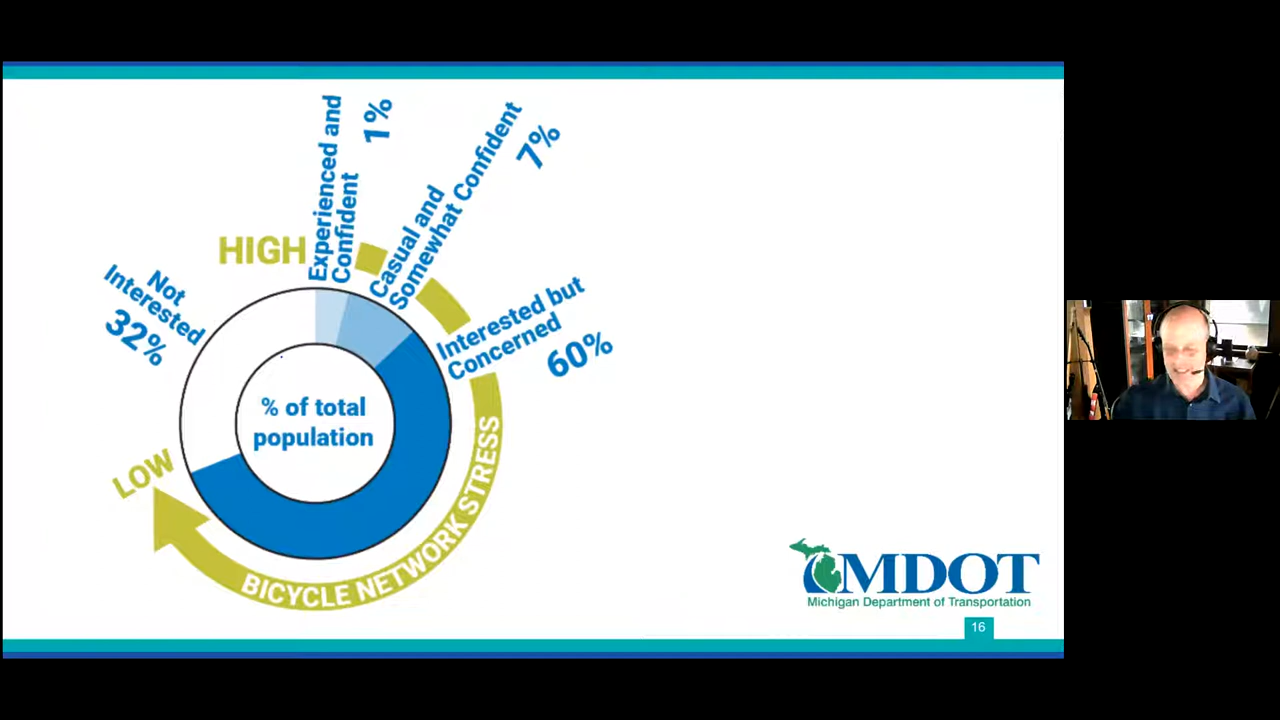 Experienced and
Confident
1%
Casual and
Somewhat Confident
7%
HIGH
Interested but
Concerned
60%
Not
Interested
32%
% of total
population
LOW
BICYCLE NETWORK STRESS
MDOT
Michigan Department of Transportation
16